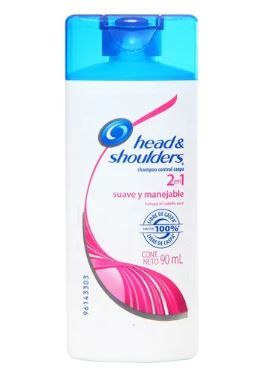 head &
shoulders
shampoo control caspa
2en1
suave y manejable
LIBRE DE CASPA
HASTA 100%
LIBRE DE CASPA
CONT.
NETO 90 mL
96143303